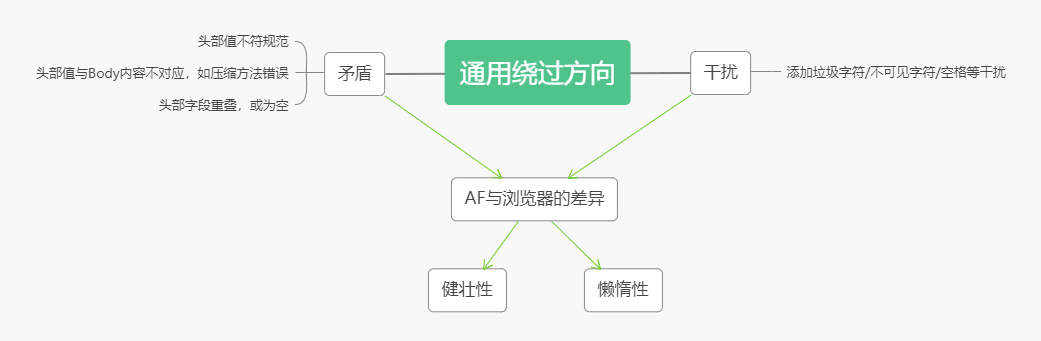 通用绕过方向
矛盾
头部值不符规范
头部值与Body内容不对应，如压缩方法错误
头部字段重叠，或为空
干扰
添加垃圾字符/不可见字符/空格等干扰
AF与浏览器的差异
健壮性
懒惰性